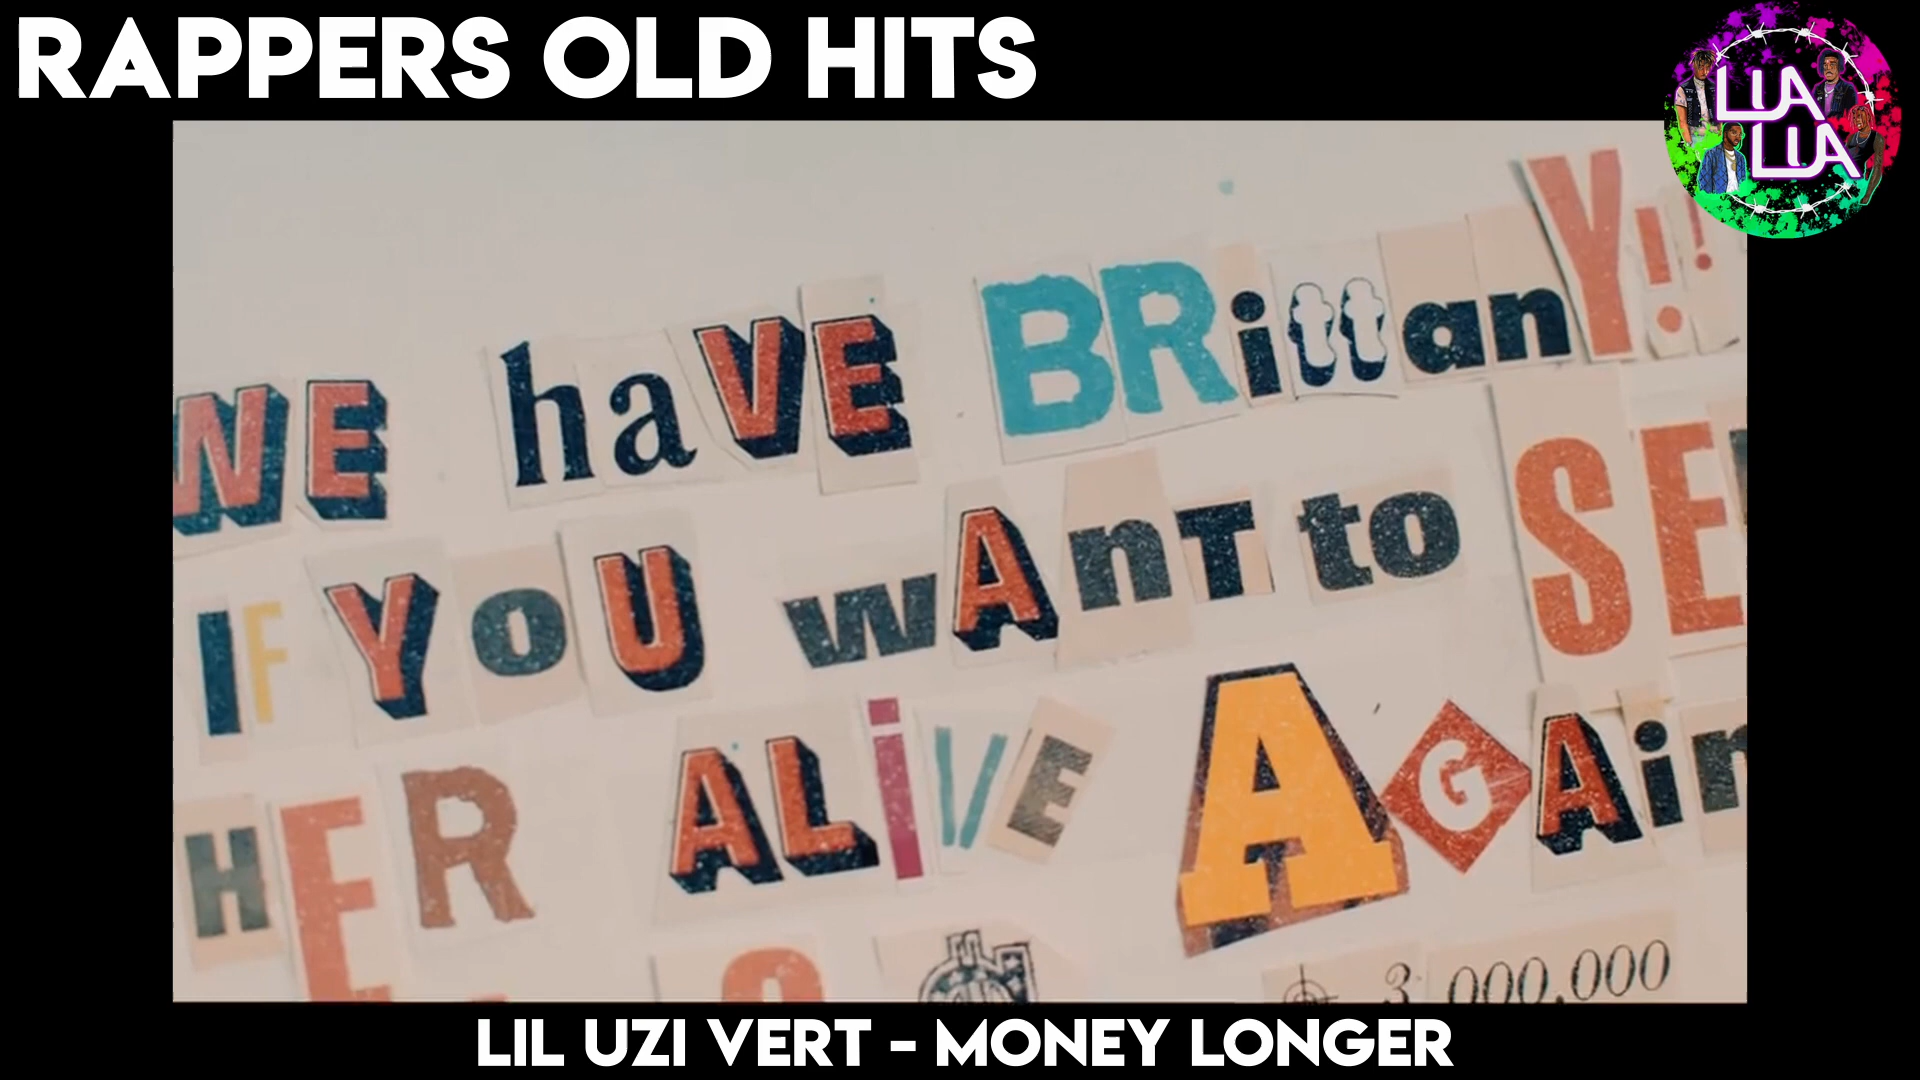 RAPPERS OLD HITS
LUA
LUA
WE haVE BRittanY!!
IF YoU wAnT to SE
HER ALiVE AGAin
3,000,000
LIL UZI VERT - MONEY LONGER